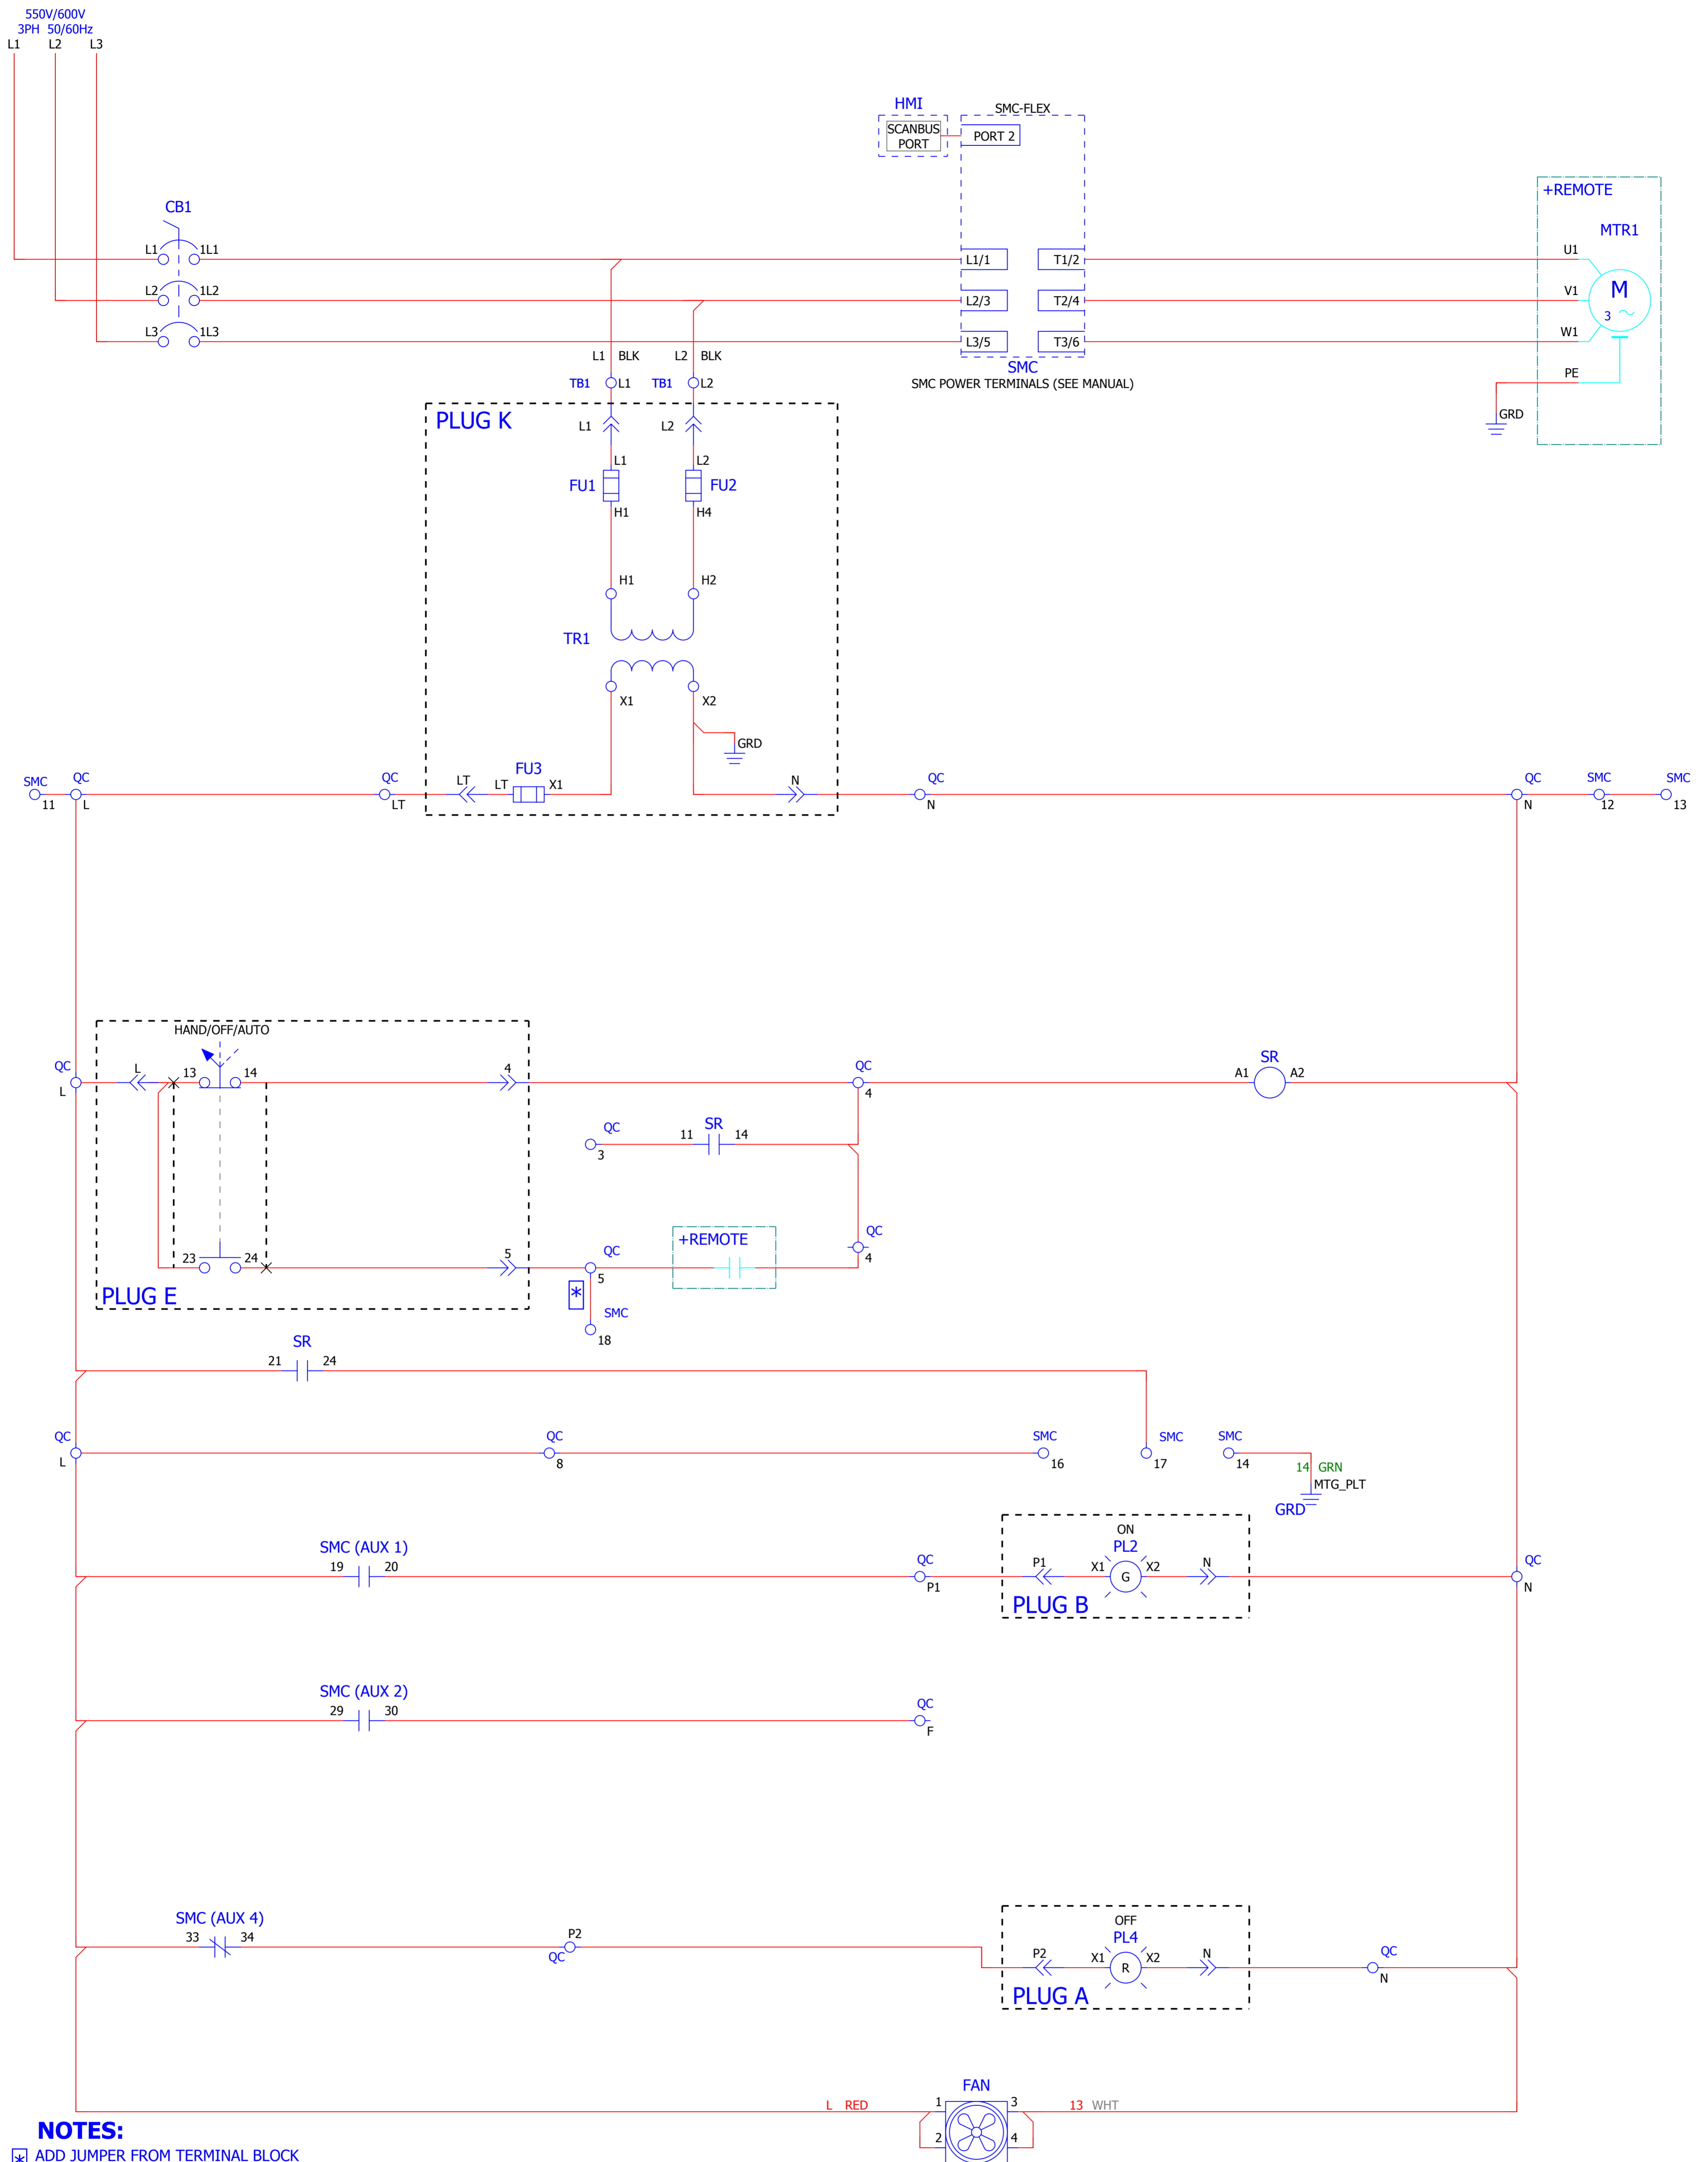 550V/600V
3PH 50/60Hz
L1 L2 L3
HMI
SMC-FLEX
SCANBUS
PORT
PORT 2
+REMOTE
MTR1
CB1
L1 1L1
L1/1 T1/2
U1
L2 1L2
L2/3 T2/4
V1
M
3
L3 1L3
L3/5 T3/6
W1
SMC
SMC POWER TERMINALS (SEE MANUAL)
PE
GRD
L1 BLK L2 BLK
TB1 L1 TB1 L2
PLUG K
L1 L2
L1 L2
FU1 FU2
H1 H4
H1 H2
TR1
X1 X2
GRD
SMC QC QC LT FU3 N QC QC SMC SMC
LT X1
11 L LT N N 12 13
HAND/OFF/AUTO
QC L 13 14 4 QC SR
A1 A2
L 4
QC 11 SR 14
3
+REMOTE
QC
4
23 24 5 QC
5
PLUG E
*
SMC
18
SR
21 24
QC QC SMC SMC SMC
L 8 16 17 14
14 GRN
MTG_PLT
GRD
ON
SMC (AUX 1) PL2
19 20 QC P1 X1 G X2 N QC
P1 N
PLUG B
SMC (AUX 2)
29 30 QC
F
OFF
SMC (AUX 4) PL4
33 34 P2
QC
P2 X1 R X2 N QC
N
PLUG A
FAN
L RED 1 3 13 WHT
2 4
NOTES:
* ADD JUMPER FROM TERMINAL BLOCK